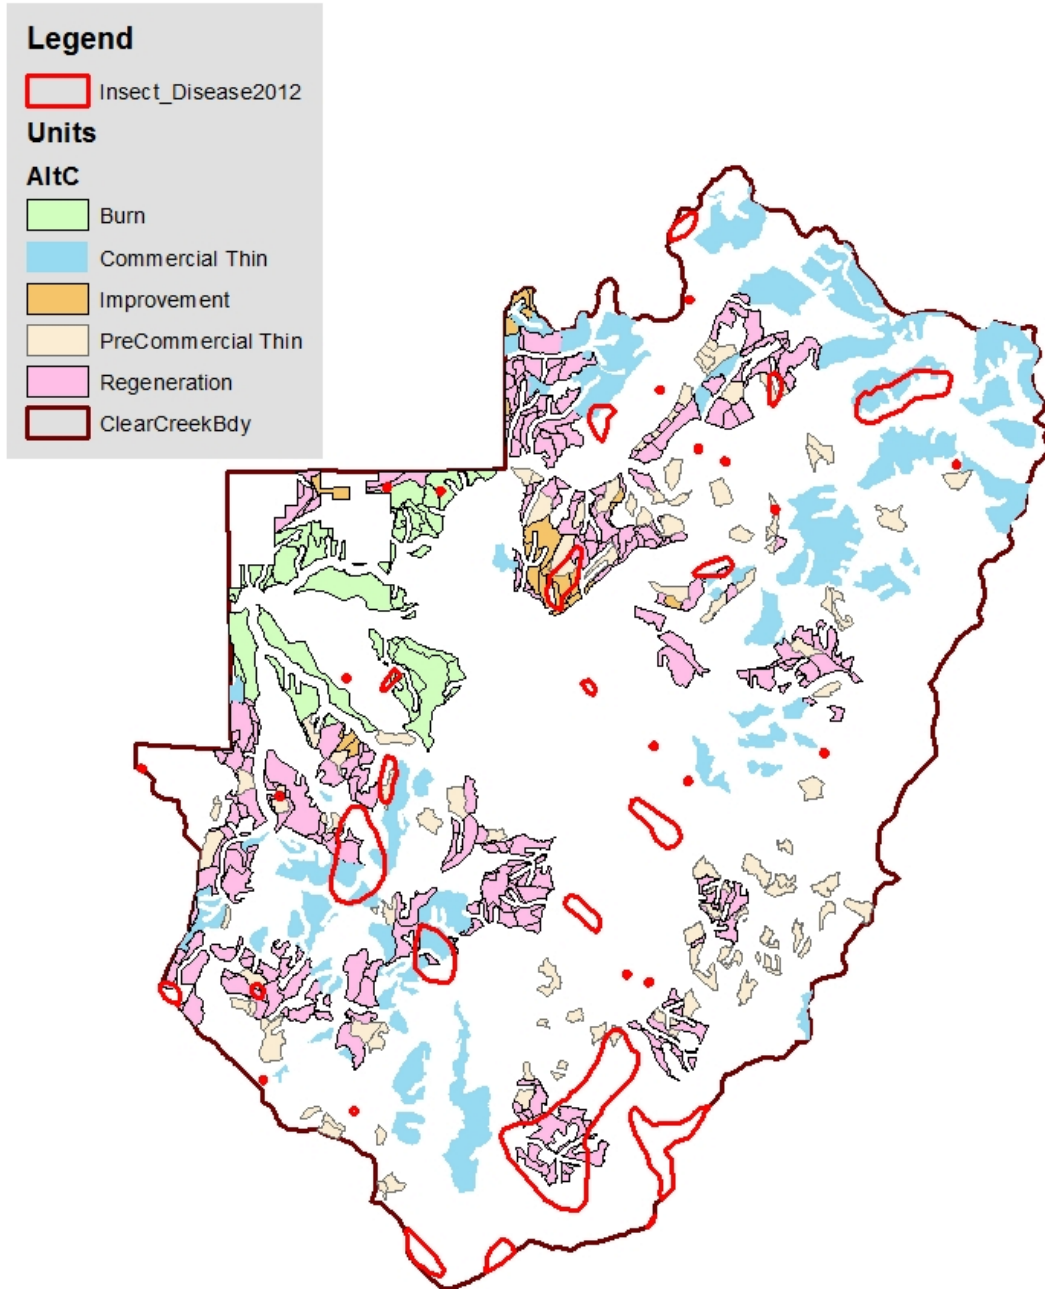 Legend
Insect_Disease2012
Units
AltC
Burn
Commercial Thin
Improvement
PreCommercial Thin
Regeneration
ClearCreekBdy